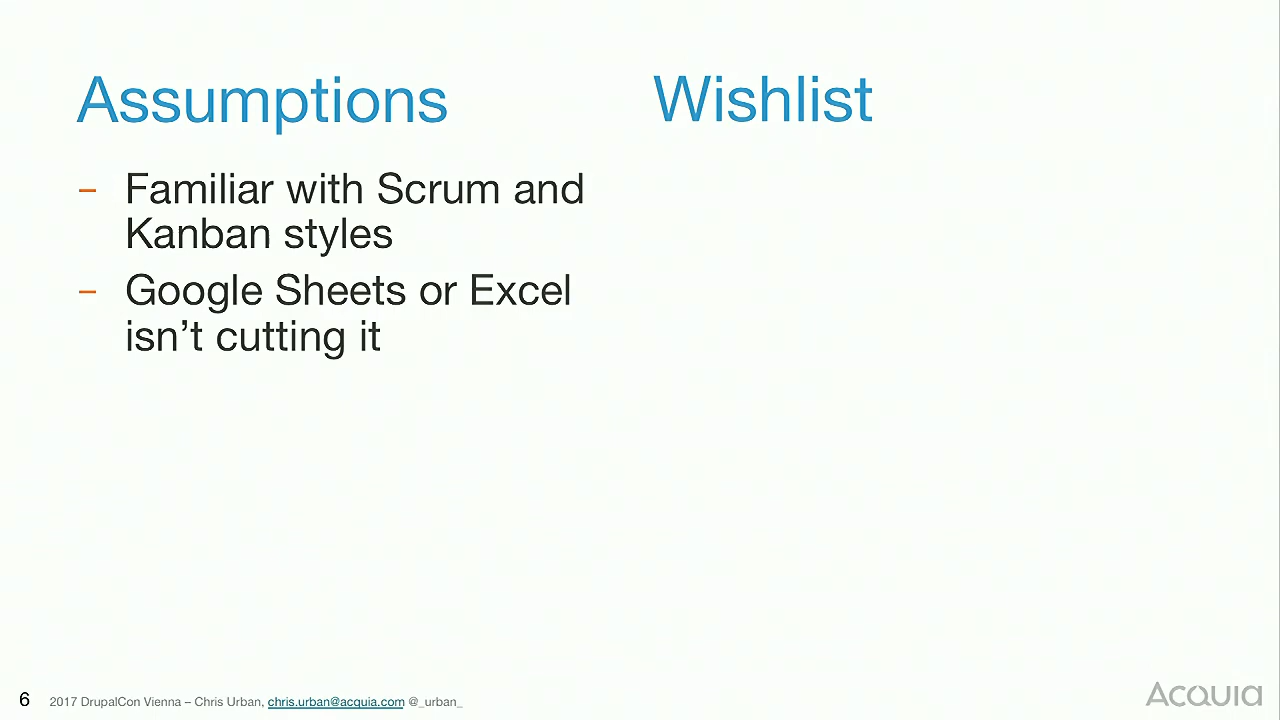 Assumptions
Familiar with Scrum and
Kanban styles
Google Sheets or Excel
isn’t cutting it
Wishlist
6
2017 DrupalCon Vienna – Chris Urban, chris.urban@acquia.com @_urban_
Acquia